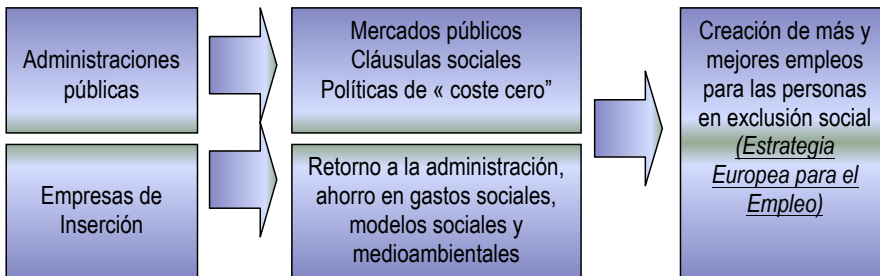 Administraciones
públicas
Mercados públicos
Cláusulas sociales
Políticas de « coste cero”
Empresas de
Inserción
Retorno a la administración,
ahorro en gastos sociales,
modelos sociales y
medioambientales
Creación de más y
mejores empleos
para las personas
en exclusión social
(Estrategia
Europea para el
Empleo)